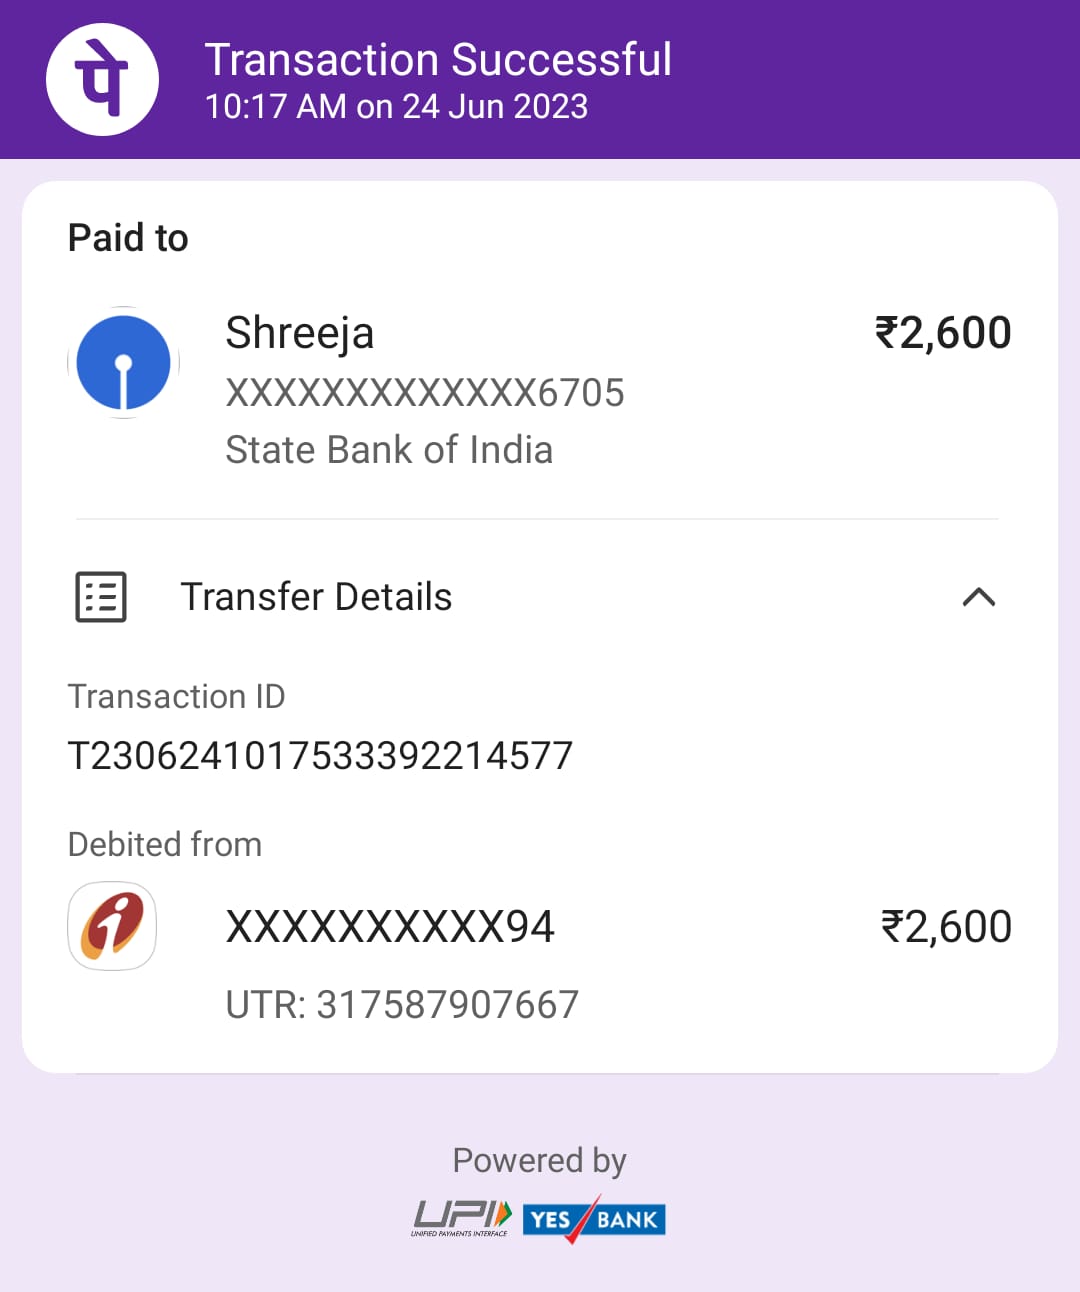 पे
Transaction Successful
10:17 AM on 24 Jun 2023
Paid to
Shreeja
₹2,600
XXXXXXXXXXXXX6705
State Bank of India
Transfer Details
Transaction ID
T2306241017533392214577
Debited from
XXXXXXXXXX94
₹2,600
UTR: 317587907667
Powered by
UPI
UNIFIED PAYMENTS INTERFACE
YES BANK